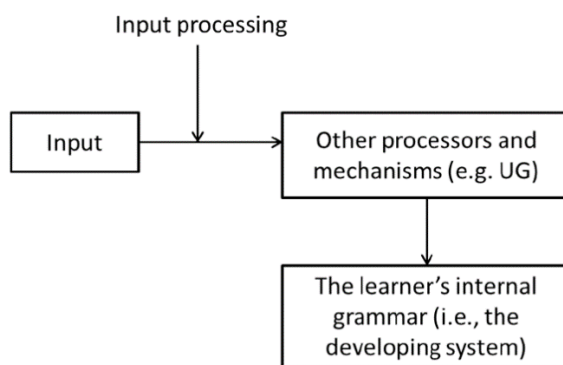 Input processing
Input
Other processors and
mechanisms (e.g. UG)
The learner's internal
grammar (i.e., the
developing system)